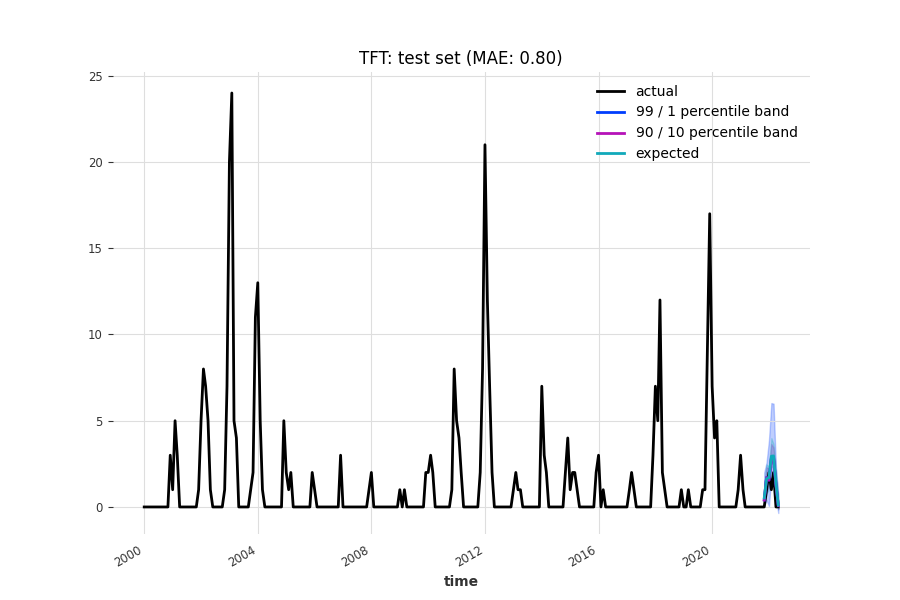 TFT: test set (MAE: 0.80)
actual
99 / 1 percentile band
90 / 10 percentile band
expected
25
20
15
10
5
0
2000
2004
2008
2012
2016
2020
time